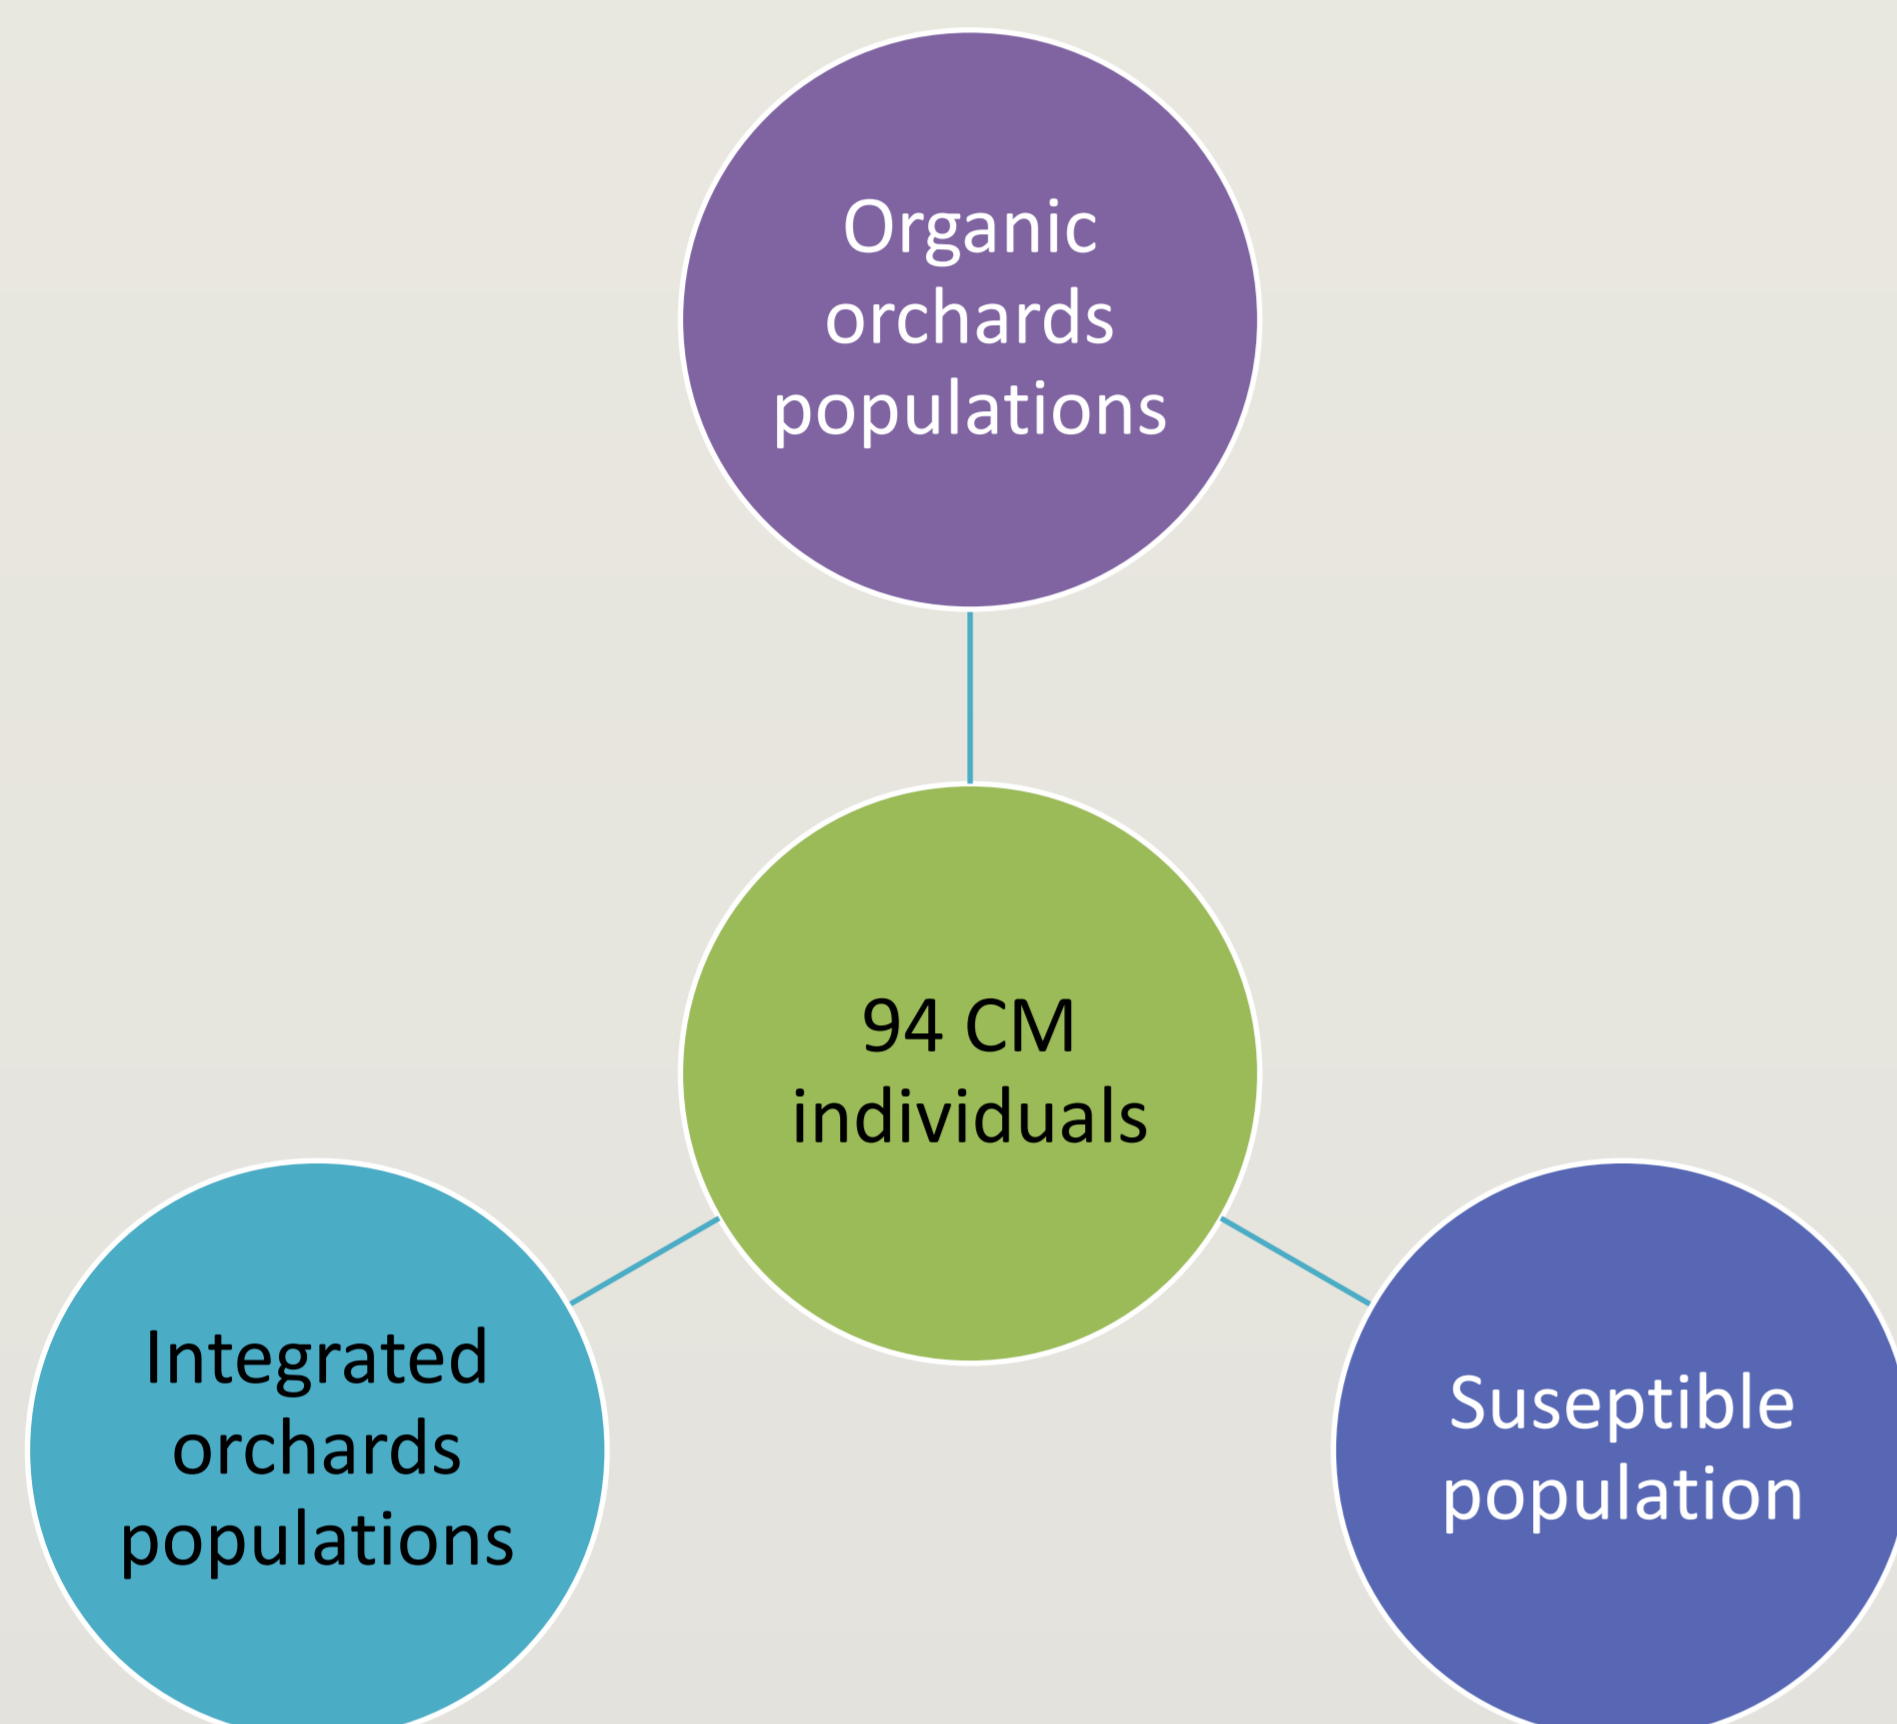 Organic
orchards
populations
94 CM
individuals
Integrated
orchards
populations
Suseptible
population